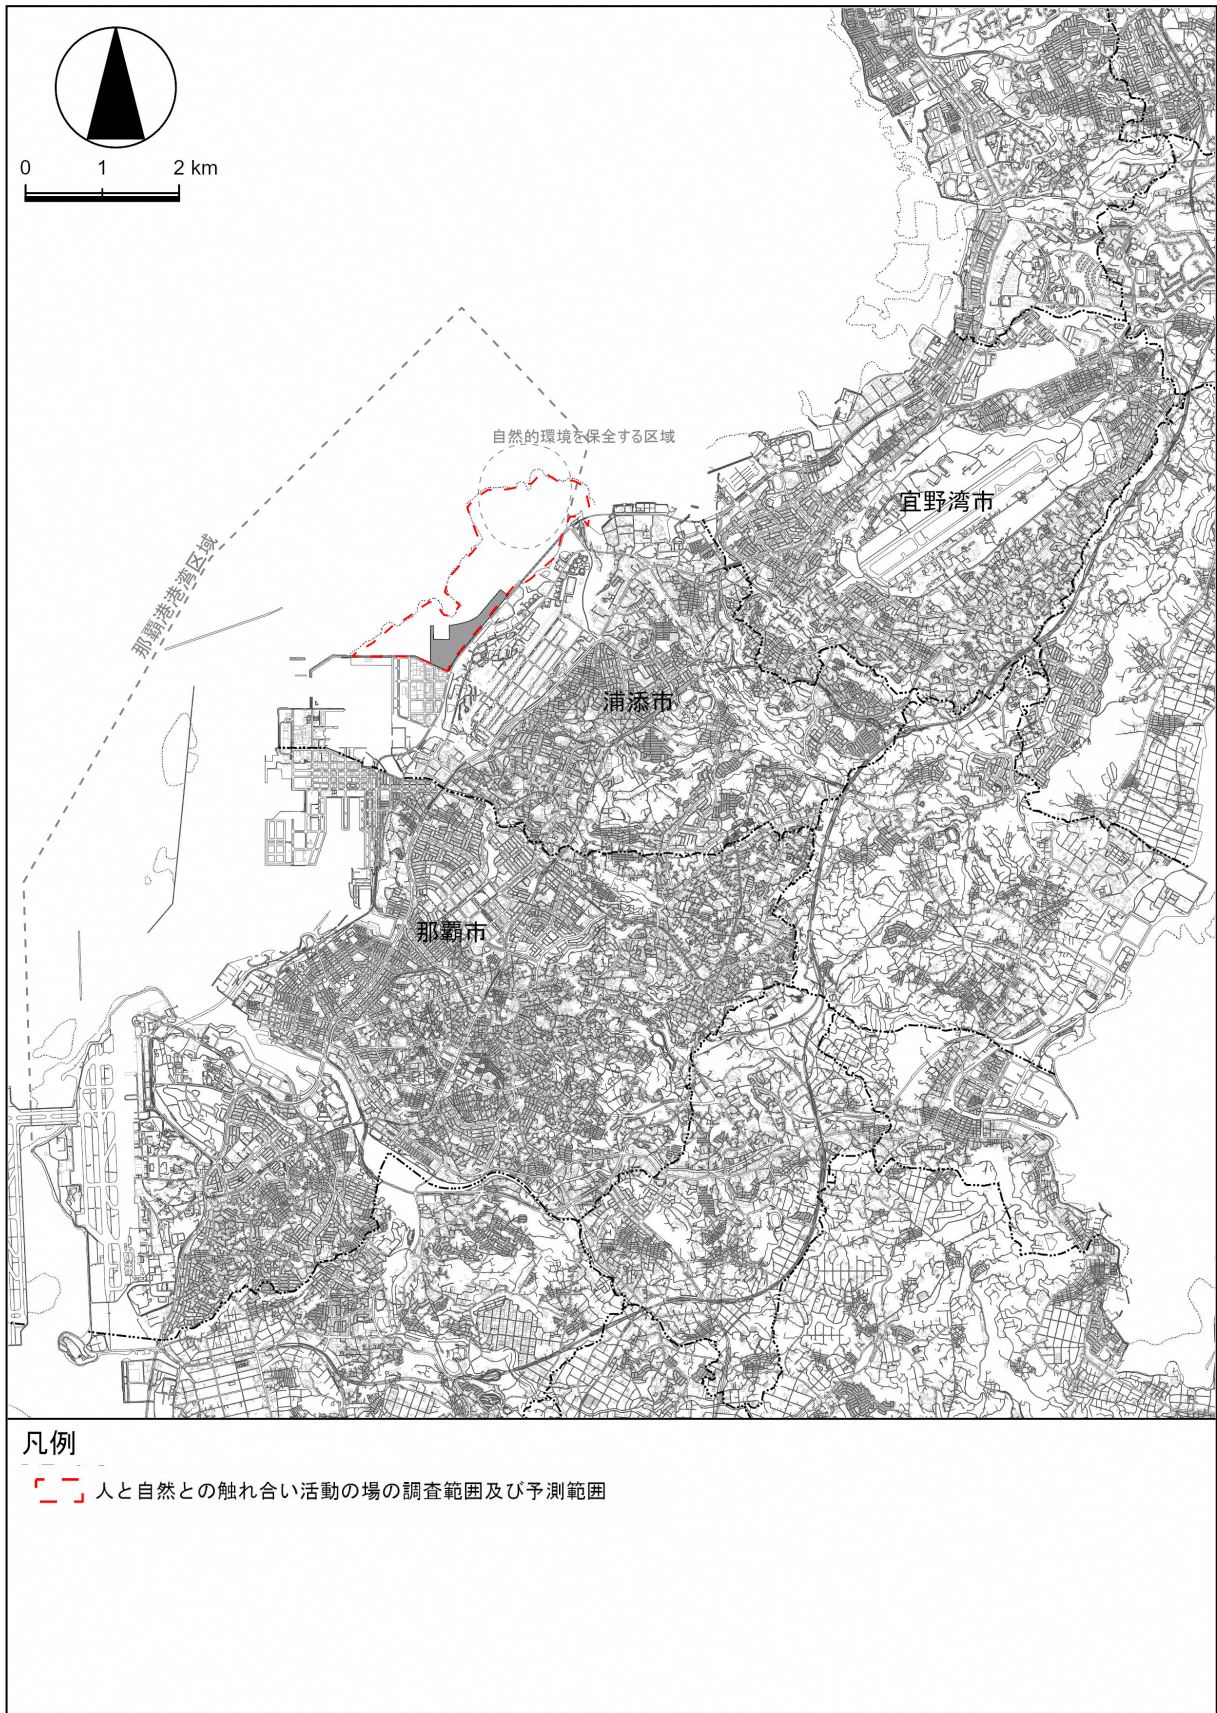 0 1 2 km
自然的環境を保全する区域
宜野湾市
那覇港港湾区域
浦添市
那覇市
凡例
人と自然との触れ合い活動の場の調査範囲及び予測範囲